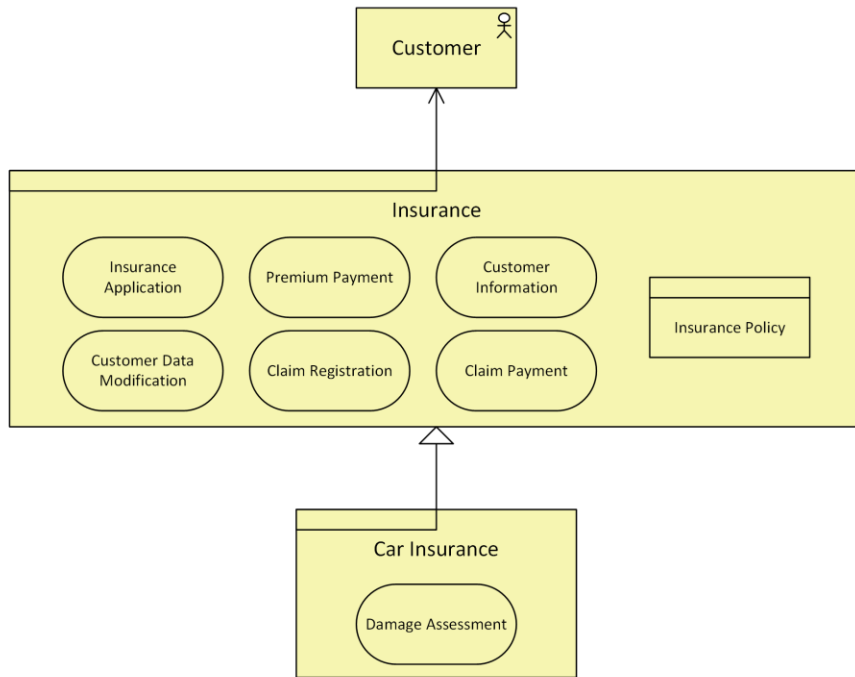 Customer
Insurance
Insurance
Application
Premium Payment
Customer
Information
Insurance Policy
Customer Data
Modification
Claim Registration
Claim Payment
Car Insurance
Damage Assessment